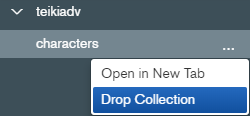 teikiadv
characters
...
Open in New Tab
Drop Collection